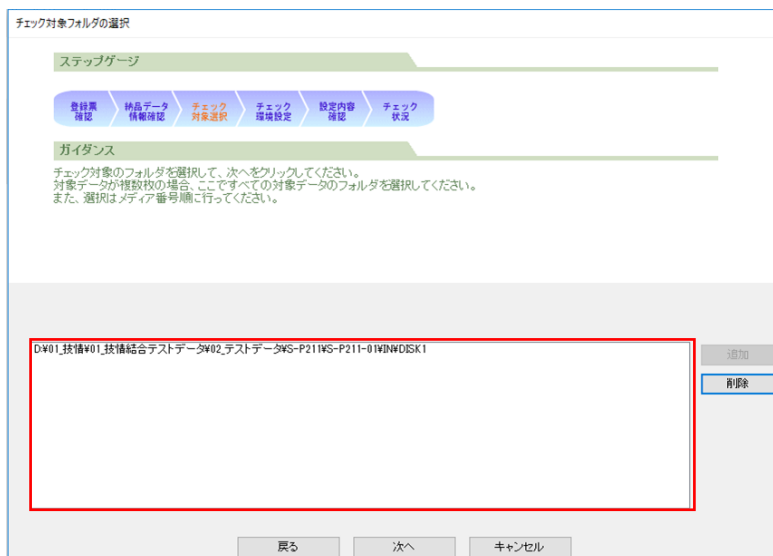 チェック対象フォルダの選択
ステップゲージ
登録票
確認
納品データ
情報確認
チェック
対象選択
チェック
環境設定
設定内容
確認
チェック
状況
ガイダンス
チェック対象のフォルダを選択して、次へをクリックしてください。
対象データが複数枚の場合、ここですべての対象データのフォルダを選択してください。
また、選択はメディア番号順に行ってください。
D:¥01_技情¥01_技情結合テストデータ¥02_テストデータ¥S-P211¥S-P211-01¥IN¥DISK1
追加
削除
戻る
次へ
キャンセル